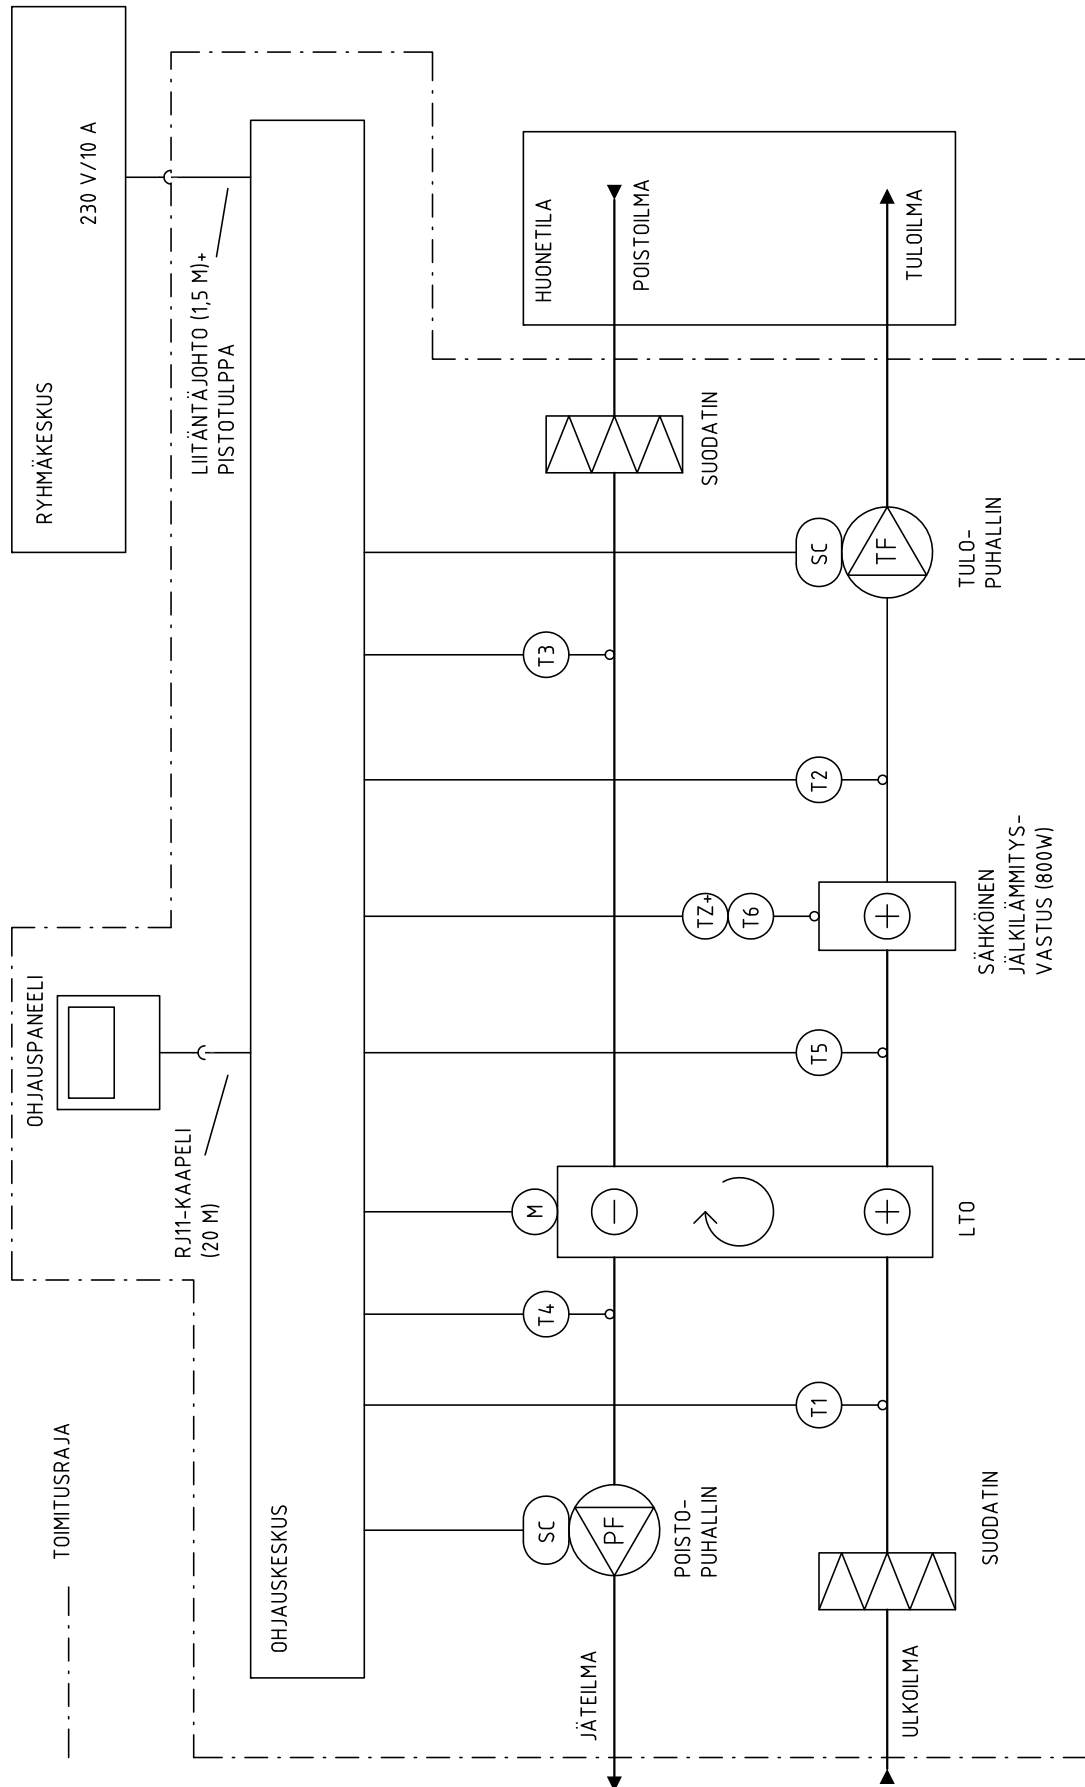 RYHMÄKESKUS
230 V/10 A
LIITÄNTÄJOHTO (1,5 M)+
PISTOTULPPA
OHJAUSPANEELI
RJ11-KAAPELI
(20 M)
TOIMITUSRAJA
OHJAUSKESKUS
HUONETILA
POISTOILMA
TULOILMA
SUODATIN
SC
TF
TULO-
PUHALLIN
T3
T2
TZ+
T6
SÄHKÖINEN
JÄLKILÄMMITYS-
VASTUS (800W)
T5
M
LTO
T4
T1
SC
PF
POISTO-
PUHALLIN
SUODATIN
JÄTEILMA
ULKOILMA